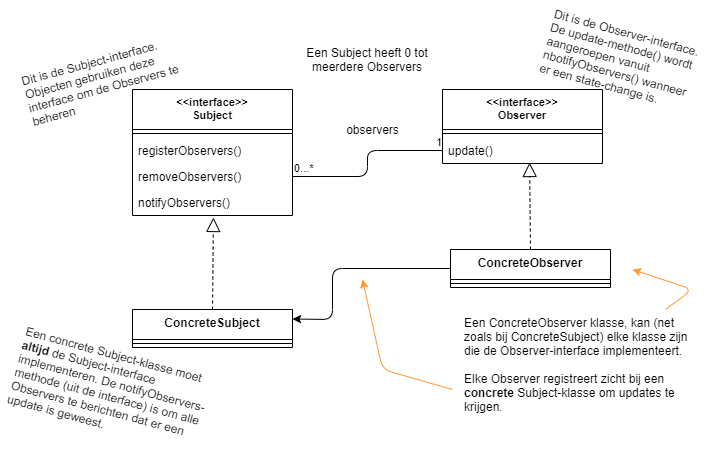 Dit is de Subject-interface.
Objecten gebruiken deze
interface om de Observers te
beheren
Een Subject heeft 0 tot
meerdere Observers
Dit is de Observer-interface.
De update-methode() wordt
aangeroepen vanuit
nbotifyObservers() wanneer
er een state-change is.
<<interface>>
Subject
registerObservers()
removeObservers()
notifyObservers()
observers
0...*
1
<<interface>>
Observer
update()
ConcreteObserver
ConcreteSubject
Een concrete Subject-klasse moet
altijd de Subject-interface
implementeren. De notifyObservers-
methode (uit de interface) is om alle
Observers te berichten dat er een
update is geweest.
Een ConcreteObserver klasse, kan (net
zoals bij ConcreteSubject) elke klasse zijn
die de Observer-interface implementeert.
Elke Observer registreert zicht bij een
concrete Subject-klasse om updates te
krijgen.